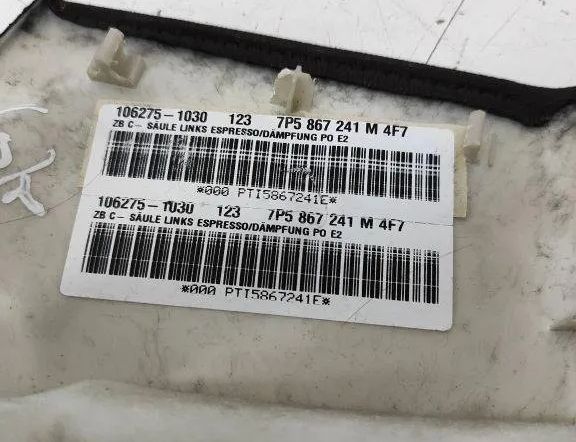 106275-1030 123 7P5 867 241 M 4F7
ZB C- SÄULE LINKS ESPRESSO/DÄMPFUNG PO E2
*000 PTI5867241E*
106275-1030 123 7P5 867 241 M 4F7
ZB C- SÄULE LINKS ESPRESSO/DÄMPFUNG PO E2
*000 PTI5867241E*